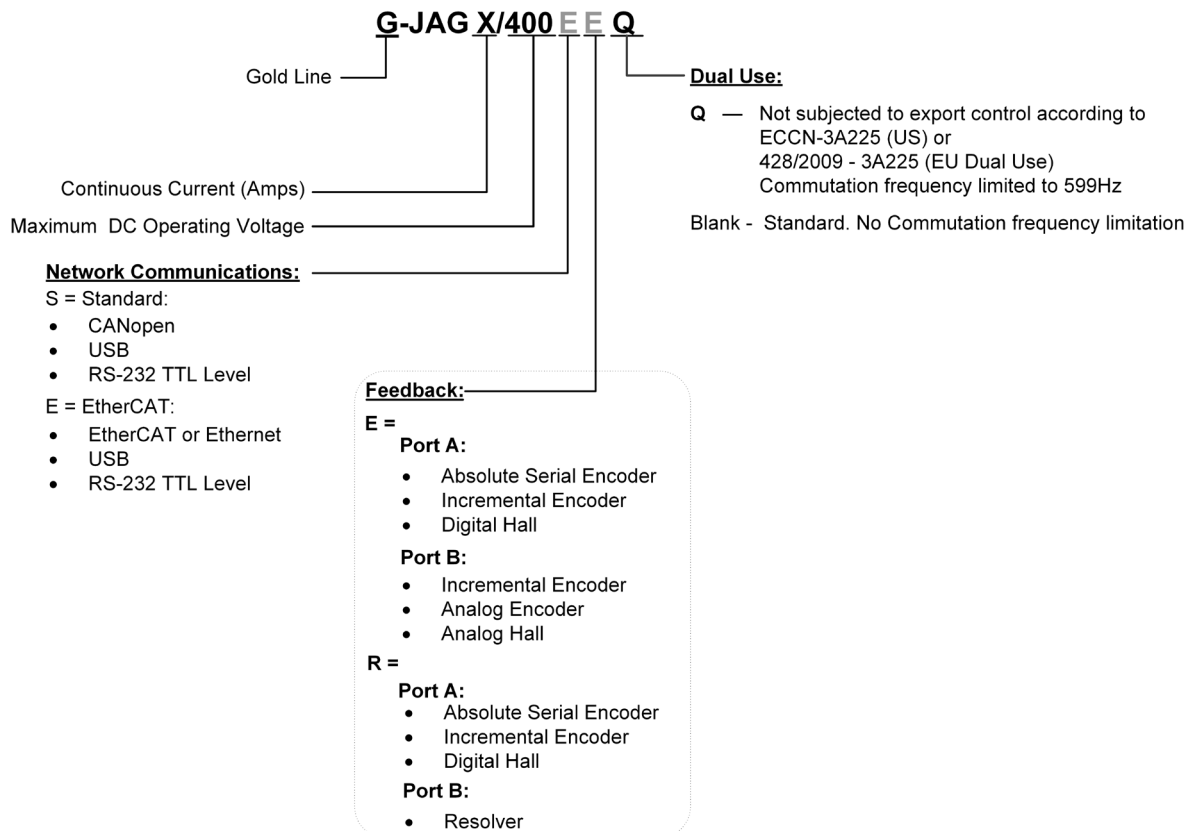 G-JAG X/400 E E Q
Gold Line
Continuous Current (Amps)
Maximum DC Operating Voltage
Network Communications:
S = Standard:
• CANopen
• USB
• RS-232 TTL Level
E = EtherCAT:
• EtherCAT or Ethernet
• USB
• RS-232 TTL Level
Feedback:
E =
Port A:
• Absolute Serial Encoder
• Incremental Encoder
• Digital Hall
Port B:
• Incremental Encoder
• Analog Encoder
• Analog Hall
R =
Port A:
• Absolute Serial Encoder
• Incremental Encoder
• Digital Hall
Port B:
• Resolver
Dual Use:
Q — Not subjected to export control according to
ECCN-3A225 (US) or
428/2009 - 3A225 (EU Dual Use)
Commutation frequency limited to 599Hz
Blank - Standard. No Commutation frequency limitation